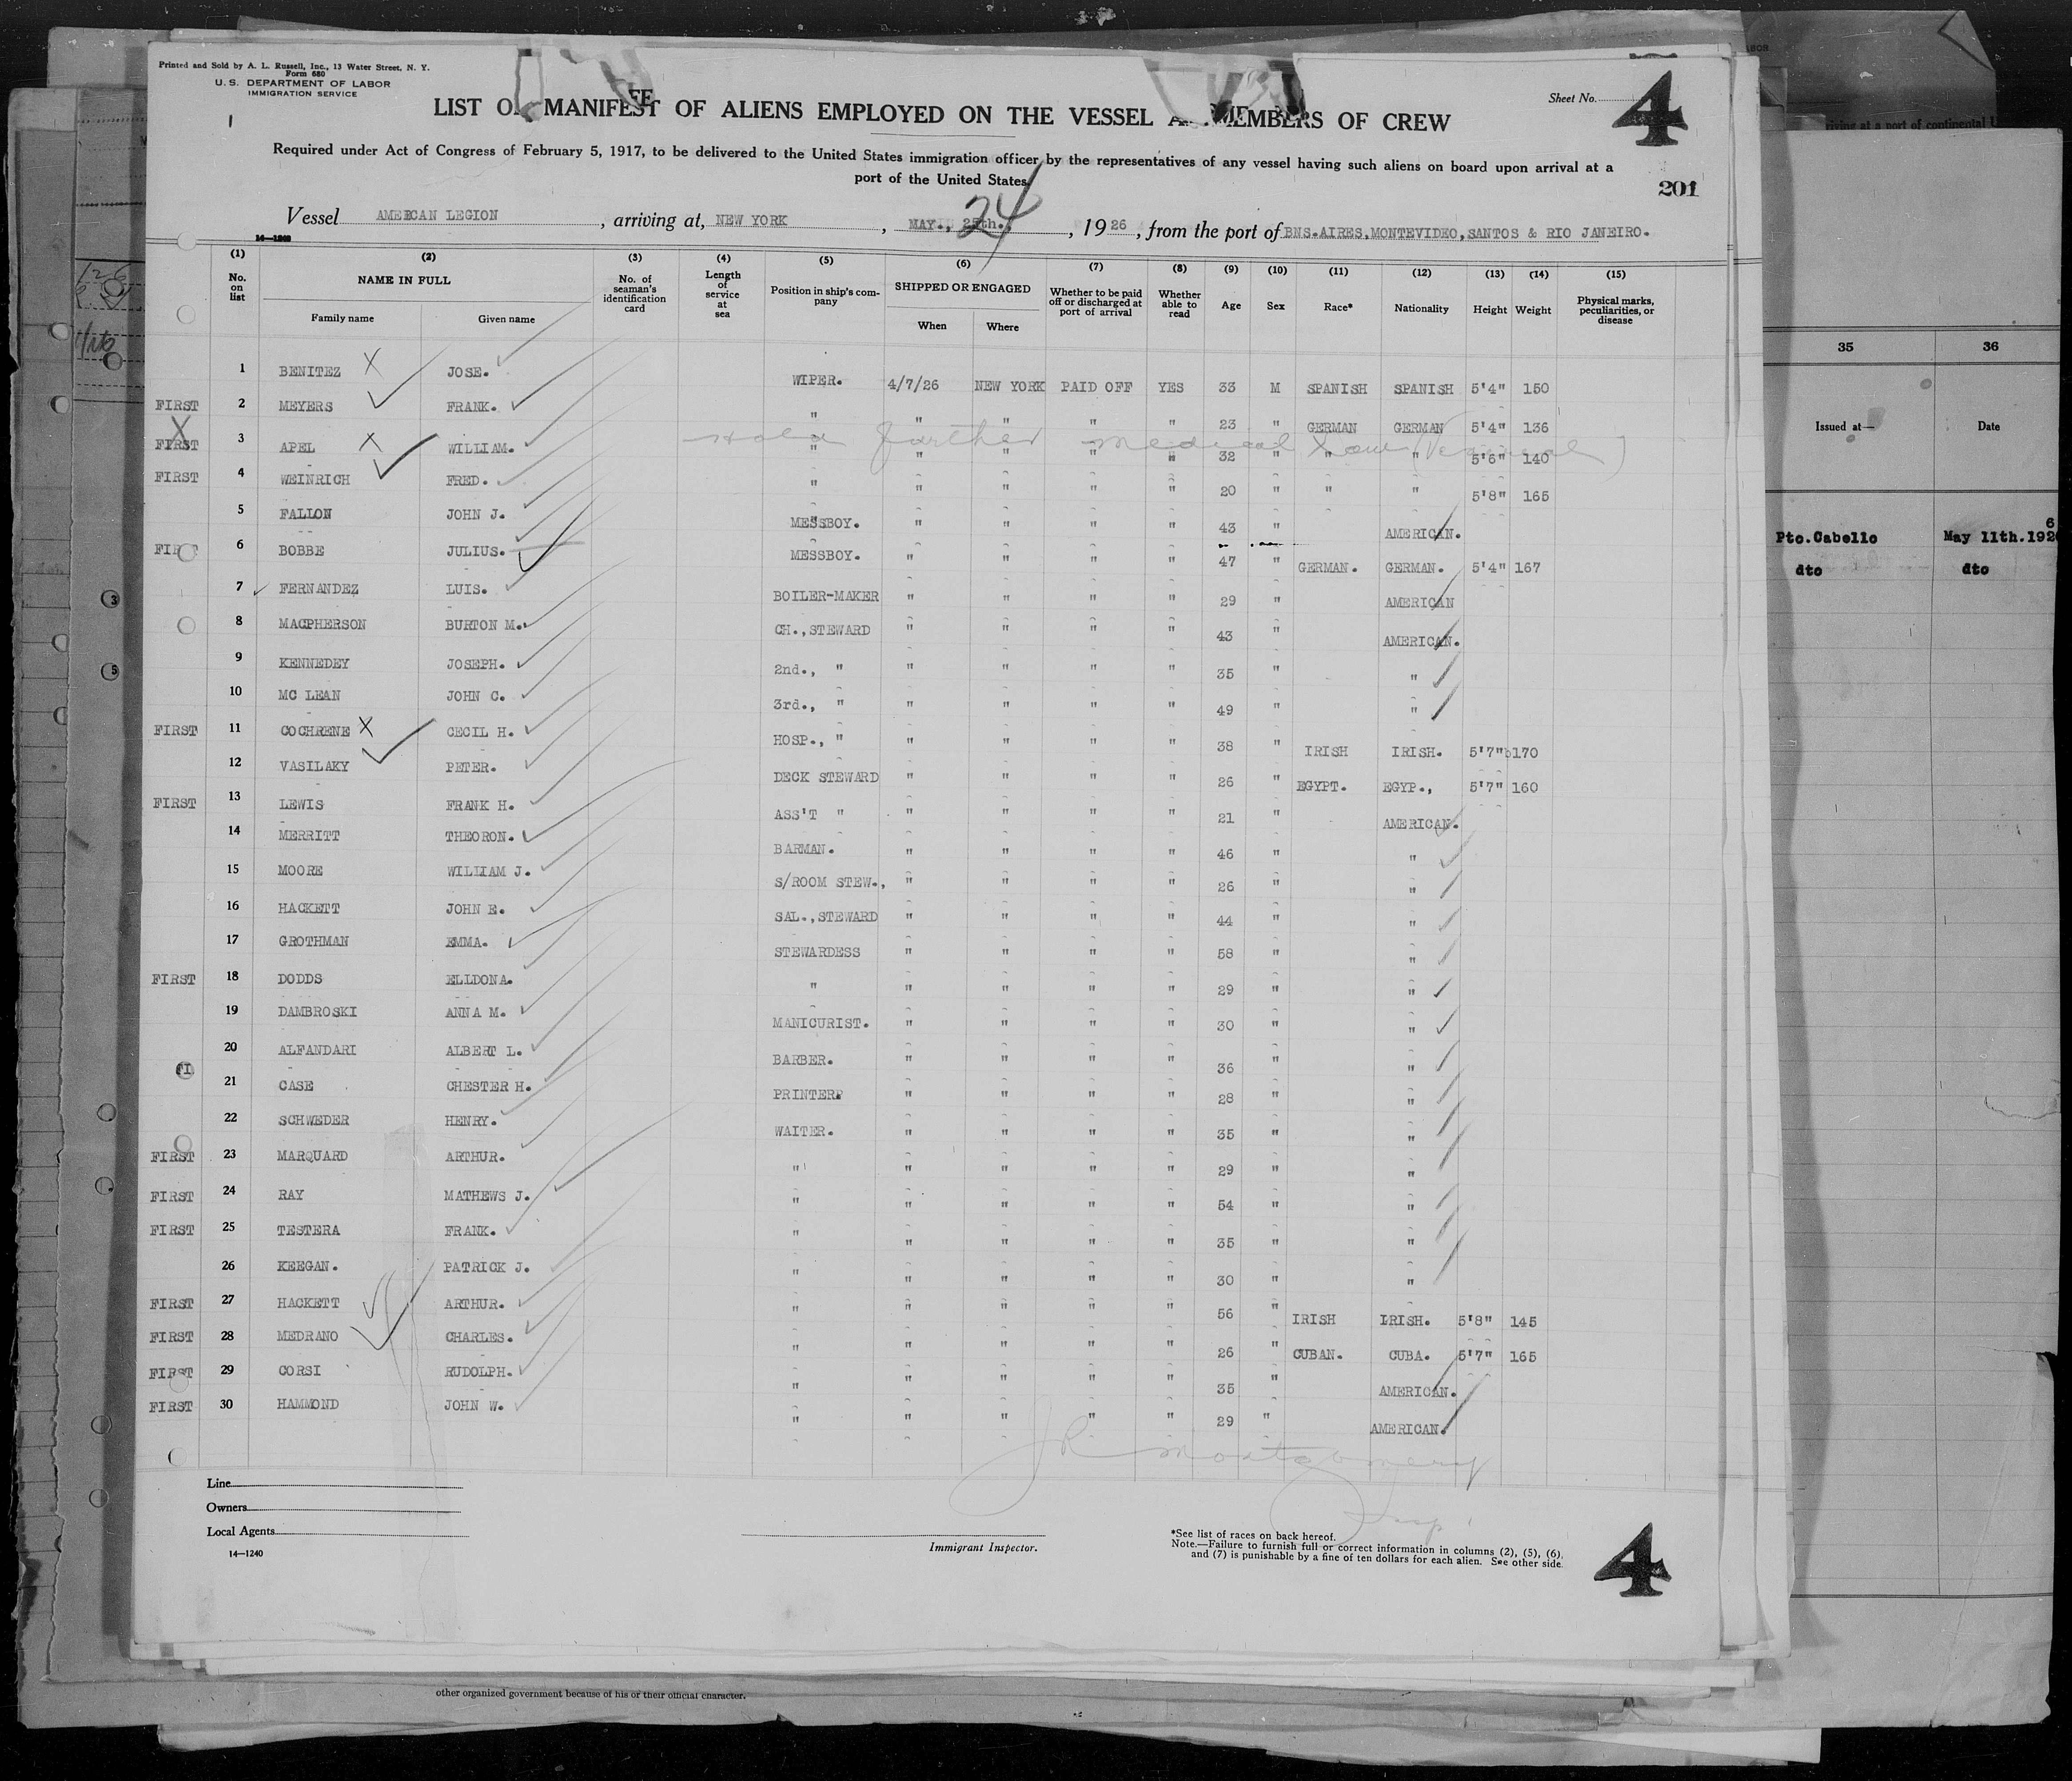 Printed and Sold by A. L. Russell, Inc., 13 Water Street, N. Y.
Form 680
U. S. DEPARTMENT OF LABOR
IMMIGRATION SERVICE
Sheet No. 4
LIST O MANIFEST OF ALIENS EMPLOYED ON THE VESSEL A MEMBERS OF CREW
Required under Act of Congress of February 5, 1917, to be delivered to the United States immigration officer by the representatives of any vessel having such aliens on board upon arrival at a
port of the United States
201
Vessel AMERCAN LEGION, arriving at, NEW YORK, MAY., 25th., 24, 1926, from the port of BNS.AIRES,MONTEVIDEO,SANTOS & RIO JANEIRO.
14-1240
(1) (2) (3) (4) (5) (6) (7) (8) (9) (10) (11) (12) (13) (14) (15)
No. on list NAME IN FULL No. of seaman's identification card Length of service at sea Position in ship's company SHIPPED OR ENGAGED Whether to be paid off or discharged at port of arrival Whether able to read Age Sex Race* Nationality Height Weight Physical marks, peculiarities, or disease
Family name Given name When Where
1 BENITEZ X JOSE. WIPER. 4/7/26 NEW YORK PAID OFF YES 33 M SPANISH SPANISH 5'4" 150
FIRST 2 MEYERS FRANK. " " " " " 23 " GERMAN GERMAN 5'4" 136
Hold further medical
FIRST X 3 APEL X WILLIAM. " " " " " 32 " " " 5'6" 140
FIRST 4 WEINRICH FRED. " " " " " 20 " " " 5'8" 165
5 FALLON JOHN J. MESSBOY. " " " " 43 " AMERICAN.
FIRST 6 BOBBE JULIUS. MESSBOY. " " " " 47 " GERMAN. GERMAN. 5'4" 167
7 FERNANDEZ LUIS. BOILER-MAKER " " " " 29 " AMERICAN
8 MACPHERSON BURTON M. CH.,STEWARD " " " " 43 " AMERICAN.
9 KENNEDEY JOSEPH. 2nd., " " " " " 35 " "
10 MC LEAN JOHN C. 3rd., " " " " " 49 " "
FIRST 11 COCHRENE X CECIL H. HOSP., " " " " " 38 " IRISH IRISH. 5'7" 170
12 VASILAKY PETER. DECK STEWARD " " " " 26 " EGYPT. EGYP., 5'7" 160
FIRST 13 LEWIS FRANK H. ASS'T " " " " " 21 " AMERICAN.
14 MERRITT THEORON. BARMAN. " " " " 46 " "
15 MOORE WILLIAM J. S/ROOM STEW., " " " " 26 " "
16 HACKETT JOHN E. SAL.,STEWARD " " " " 44 " "
17 GROTHMAN EMMA. STEWARDESS " " " " 58 " "
FIRST 18 DODDS ELLDONA. " " " " " 29 " "
19 DAMBROSKI ANNA M. MANICURIST. " " " " 30 " "
20 ALFANDARI ALBERT L. BARBER. " " " " 36 " "
FI 21 CASE CHESTER H. PRINTER " " " " 28 " "
22 SCHWEDER HENRY. WAITER. " " " " 35 " "
FIRST 23 MARQUARD ARTHUR. " " " " " 29 " "
FIRST 24 RAY MATHEWS J. " " " " " 54 " "
FIRST 25 TESTERA FRANK. " " " " " 35 " "
26 KEEGAN. PATRICK J. " " " " " 30 " "
FIRST 27 HACKETT ARTHUR. " " " " " 56 " IRISH IRISH. 5'8" 145
FIRST 28 MEDRANO CHARLES. " " " " " 26 " CUBAN. CUBA. 5'7" 165
FIRST 29 CORSI RUDOLPH. " " " " " 35 " AMERICAN.
FIRST 30 HAMMOND JOHN W. " " " " " 29 " AMERICAN.
J R Montgomery
Insp
Line
Owners
Local Agents
14-1240
Immigrant Inspector.
*See list of races on back hereof.
Note.—Failure to furnish full or correct information in columns (2), (5), (6),
and (7) is punishable by a fine of ten dollars for each alien. See other side.
4
other organized government because of his or their official character.
riving at a port of continental U
35 36
Issued at— Date
Pto.Cabello May 11th.1926
dto dto